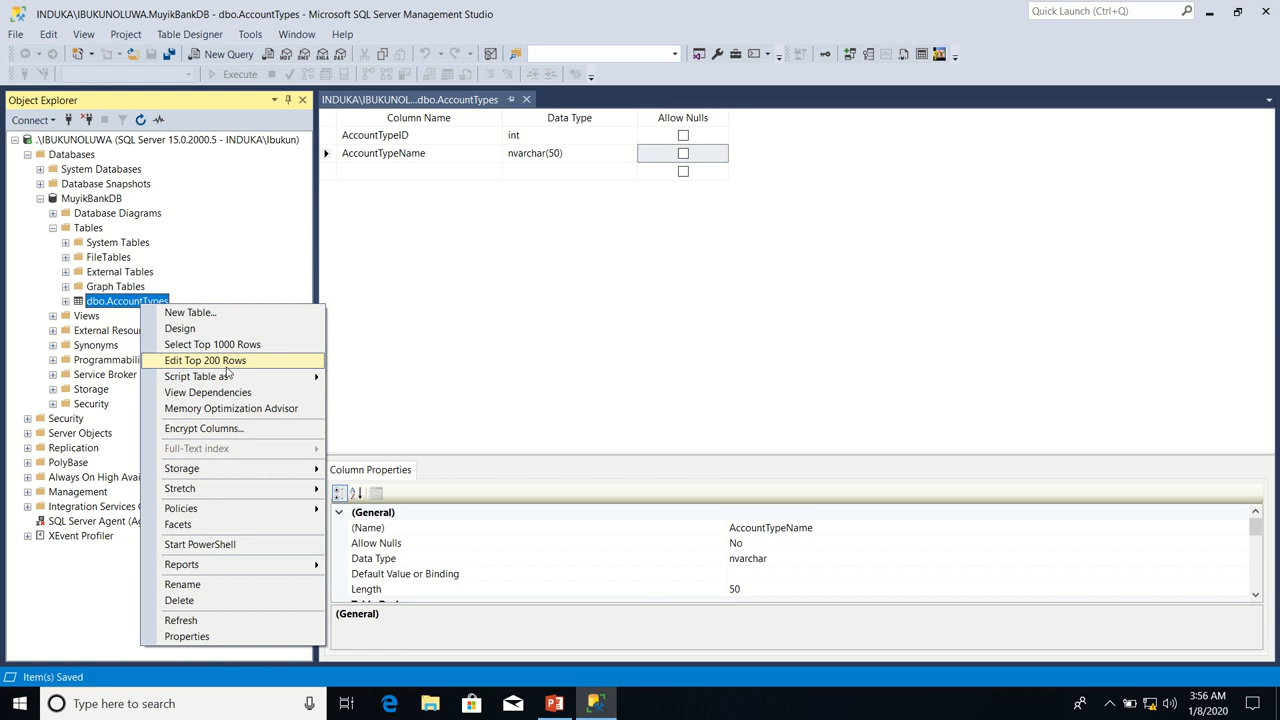 INDUKA\IBUKUNOLUWA.MuyikBankDB - dbo.AccountTypes - Microsoft SQL Server Management Studio
Quick Launch (Ctrl+Q)
File Edit View Project Table Designer Tools Window Help
New Query
MDX DMX XMLA DAX
Execute
Object Explorer
Connect
.\IBUKUNOLUWA (SQL Server 15.0.2000.5 - INDUKA\Ibukun)
Databases
System Databases
Database Snapshots
MuyikBankDB
Database Diagrams
Tables
System Tables
FileTables
External Tables
Graph Tables
dbo.AccountTypes
Views
External Resou
Synonyms
Programmabili
Service Broker
Storage
Security
Security
Server Objects
Replication
PolyBase
Always On High Avai
Management
Integration Services C
SQL Server Agent (Ag
XEvent Profiler
New Table...
Design
Select Top 1000 Rows
Edit Top 200 Rows
Script Table as
View Dependencies
Memory Optimization Advisor
Encrypt Columns...
Full-Text index
Storage
Stretch
Policies
Facets
Start PowerShell
Reports
Rename
Delete
Refresh
Properties
INDUKA\IBUKUNOL...dbo.AccountTypes
Column Name Data Type Allow Nulls
AccountTypeID int
AccountTypeName nvarchar(50)
Column Properties
(General)
(Name) AccountTypeName
Allow Nulls No
Data Type nvarchar
Default Value or Binding
Length 50
(General)
Item(s) Saved
Type here to search
3:56 AM
1/8/2020